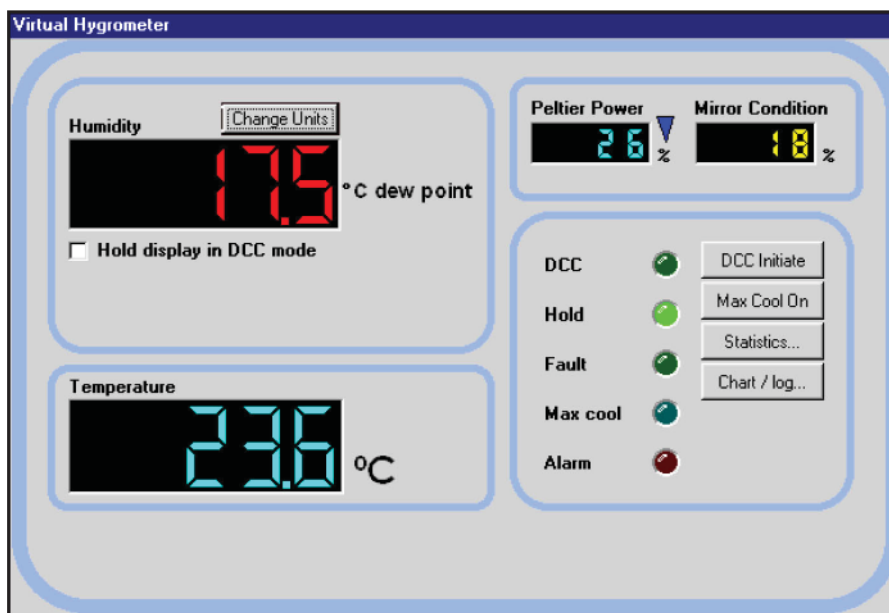 Virtual Hygrometer
Humidity
Change Units
17.5 °C dew point
Hold display in DCC mode
Temperature
23.6 ºC
Peltier Power
26 %
Mirror Condition
18 %
DCC
DCC Initiate
Hold
Max Cool On
Fault
Statistics...
Chart / log...
Max cool
Alarm